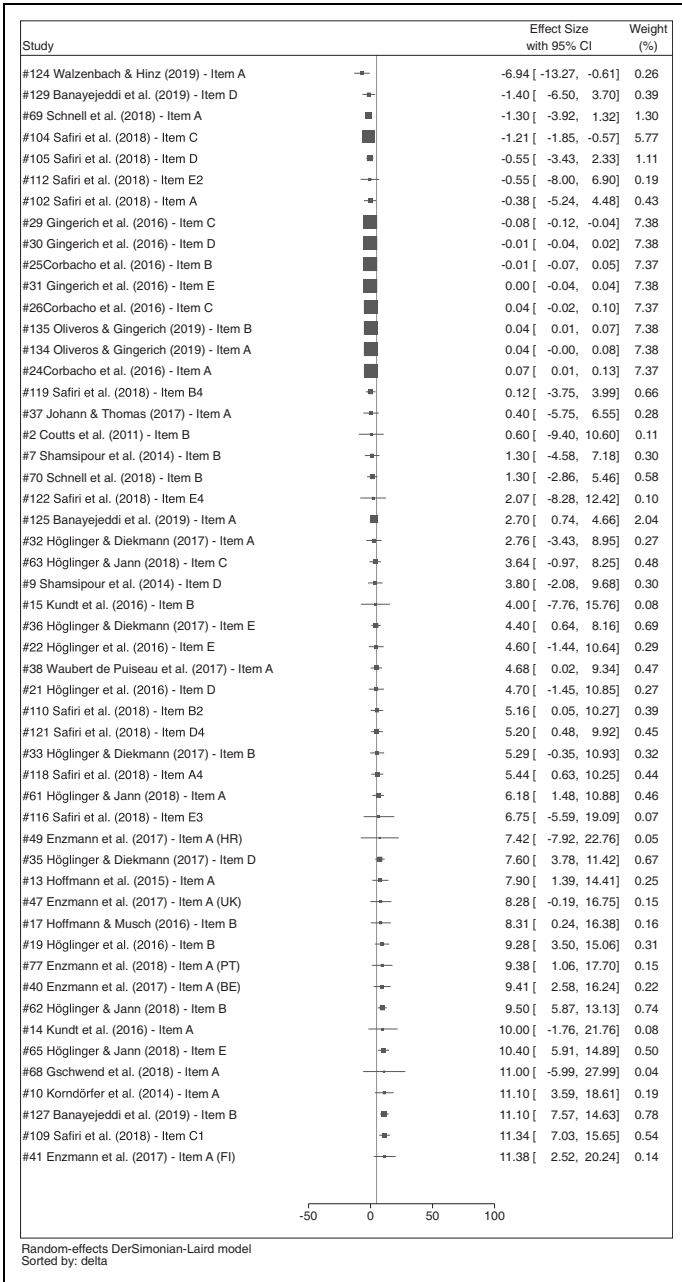 Effect Size Weight
Study with 95% CI (%)
#124 Walzenbach & Hinz (2019) - Item A -6.94 [ -13.27, -0.61] 0.26
#129 Banayejeddi et al. (2019) - Item D -1.40 [ -6.50, 3.70] 0.39
#69 Schnell et al. (2018) - Item A -1.30 [ -3.92, 1.32] 1.30
#104 Safiri et al. (2018) - Item C -1.21 [ -1.85, -0.57] 5.77
#105 Safiri et al. (2018) - Item D -0.55 [ -3.43, 2.33] 1.11
#112 Safiri et al. (2018) - Item E2 -0.55 [ -8.00, 6.90] 0.19
#102 Safiri et al. (2018) - Item A -0.38 [ -5.24, 4.48] 0.43
#29 Gingerich et al. (2016) - Item C -0.08 [ -0.12, -0.04] 7.38
#30 Gingerich et al. (2016) - Item D -0.01 [ -0.04, 0.02] 7.38
#25Corbacho et al. (2016) - Item B -0.01 [ -0.07, 0.05] 7.37
#31 Gingerich et al. (2016) - Item E 0.00 [ -0.04, 0.04] 7.38
#26Corbacho et al. (2016) - Item C 0.04 [ -0.02, 0.10] 7.37
#135 Oliveros & Gingerich (2019) - Item B 0.04 [ 0.01, 0.07] 7.38
#134 Oliveros & Gingerich (2019) - Item A 0.04 [ -0.00, 0.08] 7.38
#24Corbacho et al. (2016) - Item A 0.07 [ 0.01, 0.13] 7.37
#119 Safiri et al. (2018) - Item B4 0.12 [ -3.75, 3.99] 0.66
#37 Johann & Thomas (2017) - Item A 0.40 [ -5.75, 6.55] 0.28
#2 Coutts et al. (2011) - Item B 0.60 [ -9.40, 10.60] 0.11
#7 Shamsipour et al. (2014) - Item B 1.30 [ -4.58, 7.18] 0.30
#70 Schnell et al. (2018) - Item B 1.30 [ -2.86, 5.46] 0.58
#122 Safiri et al. (2018) - Item E4 2.07 [ -8.28, 12.42] 0.10
#125 Banayejeddi et al. (2019) - Item A 2.70 [ 0.74, 4.66] 2.04
#32 Höglinger & Diekmann (2017) - Item A 2.76 [ -3.43, 8.95] 0.27
#63 Höglinger & Jann (2018) - Item C 3.64 [ -0.97, 8.25] 0.48
#9 Shamsipour et al. (2014) - Item D 3.80 [ -2.08, 9.68] 0.30
#15 Kundt et al. (2016) - Item B 4.00 [ -7.76, 15.76] 0.08
#36 Höglinger & Diekmann (2017) - Item E 4.40 [ 0.64, 8.16] 0.69
#22 Höglinger et al. (2016) - Item E 4.60 [ -1.44, 10.64] 0.29
#38 Waubert de Puiseau et al. (2017) - Item A 4.68 [ 0.02, 9.34] 0.47
#21 Höglinger et al. (2016) - Item D 4.70 [ -1.45, 10.85] 0.27
#110 Safiri et al. (2018) - Item B2 5.16 [ 0.05, 10.27] 0.39
#121 Safiri et al. (2018) - Item D4 5.20 [ 0.48, 9.92] 0.45
#33 Höglinger & Diekmann (2017) - Item B 5.29 [ -0.35, 10.93] 0.32
#118 Safiri et al. (2018) - Item A4 5.44 [ 0.63, 10.25] 0.44
#61 Höglinger & Jann (2018) - Item A 6.18 [ 1.48, 10.88] 0.46
#116 Safiri et al. (2018) - Item E3 6.75 [ -5.59, 19.09] 0.07
#49 Enzmann et al. (2017) - Item A (HR) 7.42 [ -7.92, 22.76] 0.05
#35 Höglinger & Diekmann (2017) - Item D 7.60 [ 3.78, 11.42] 0.67
#13 Hoffmann et al. (2015) - Item A 7.90 [ 1.39, 14.41] 0.25
#47 Enzmann et al. (2017) - Item A (UK) 8.28 [ -0.19, 16.75] 0.15
#17 Hoffmann & Musch (2016) - Item B 8.31 [ 0.24, 16.38] 0.16
#19 Höglinger et al. (2016) - Item B 9.28 [ 3.50, 15.06] 0.31
#77 Enzmann et al. (2018) - Item A (PT) 9.38 [ 1.06, 17.70] 0.15
#40 Enzmann et al. (2017) - Item A (BE) 9.41 [ 2.58, 16.24] 0.22
#62 Höglinger & Jann (2018) - Item B 9.50 [ 5.87, 13.13] 0.74
#14 Kundt et al. (2016) - Item A 10.00 [ -1.76, 21.76] 0.08
#65 Höglinger & Jann (2018) - Item E 10.40 [ 5.91, 14.89] 0.50
#68 Gschwend et al. (2018) - Item A 11.00 [ -5.99, 27.99] 0.04
#10 Korndörfer et al. (2014) - Item A 11.10 [ 3.59, 18.61] 0.19
#127 Banayejeddi et al. (2019) - Item B 11.10 [ 7.57, 14.63] 0.78
#109 Safiri et al. (2018) - Item C1 11.34 [ 7.03, 15.65] 0.54
#41 Enzmann et al. (2017) - Item A (FI) 11.38 [ 2.52, 20.24] 0.14
-50 0 50 100
Random-effects DerSimonian-Laird model
Sorted by: delta